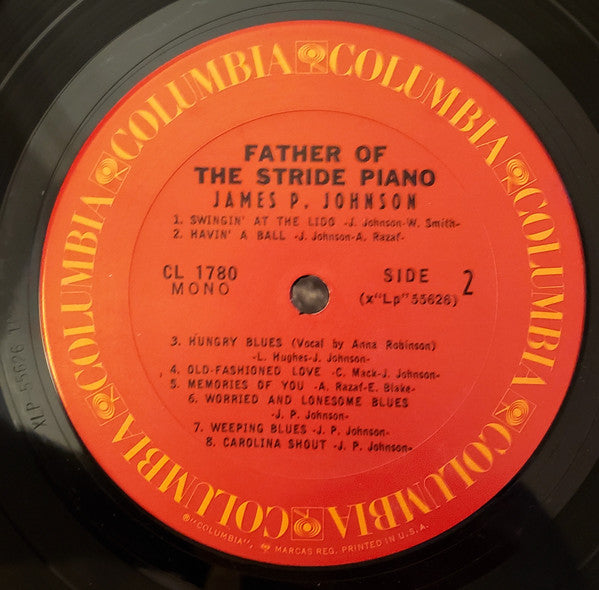 COLUMBIA COLUMBIA COLUMBIA COLUMBIA COLUMBIA COLUMBIA
FATHER OF
THE STRIDE PIANO
JAMES P. JOHNSON
1. SWINGIN' AT THE LIDO -J. Johnson-W. Smith-
2. HAVIN' A BALL -J. Johnson-A. Razaf-
CL 1780
MONO
SIDE 2
(x"Lp" 55626)
3. HUNGRY BLUES (Vocal by Anna Robinson)
-L. Hughes-J. Johnson-
4. OLD-FASHIONED LOVE -C. Mack-J. Johnson-
5. MEMORIES OF YOU -A. Razaf-E. Blake-
6. WORRIED AND LONESOME BLUES
-J. P. Johnson-
7. WEEPING BLUES -J. P. Johnson-
8. CAROLINA SHOUT -J. P. Johnson-
® "COLUMBIA", MARCAS REG. PRINTED IN U.S.A.
XLP 55626